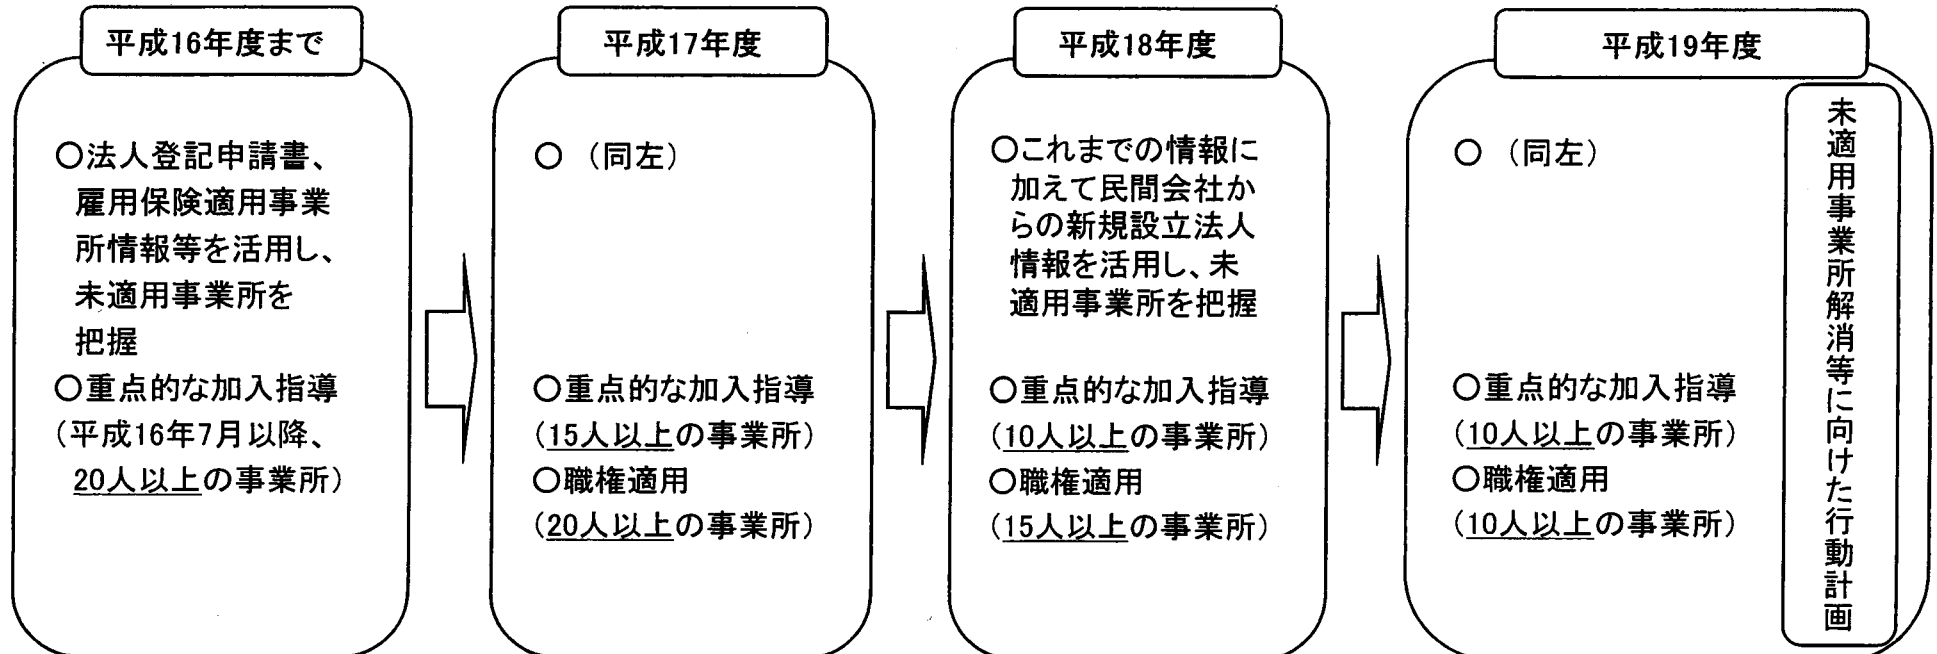 平成16年度まで
○法人登記申請書、
雇用保険適用事業
所情報等を活用し、
未適用事業所を
把握
○重点的な加入指導
（平成16年7月以降、
20人以上の事業所）
平成17年度
○ （同左）
○重点的な加入指導
（15人以上の事業所）
○職権適用
（20人以上の事業所）
平成18年度
○これまでの情報に
加えて民間会社か
らの新規設立法人
情報を活用し、未
適用事業所を把握
○重点的な加入指導
（10人以上の事業所）
○職権適用
（15人以上の事業所）
平成19年度
○ （同左）
○重点的な加入指導
（10人以上の事業所）
○職権適用
（10人以上の事業所）
未適用事業所解消等に向けた行動計画